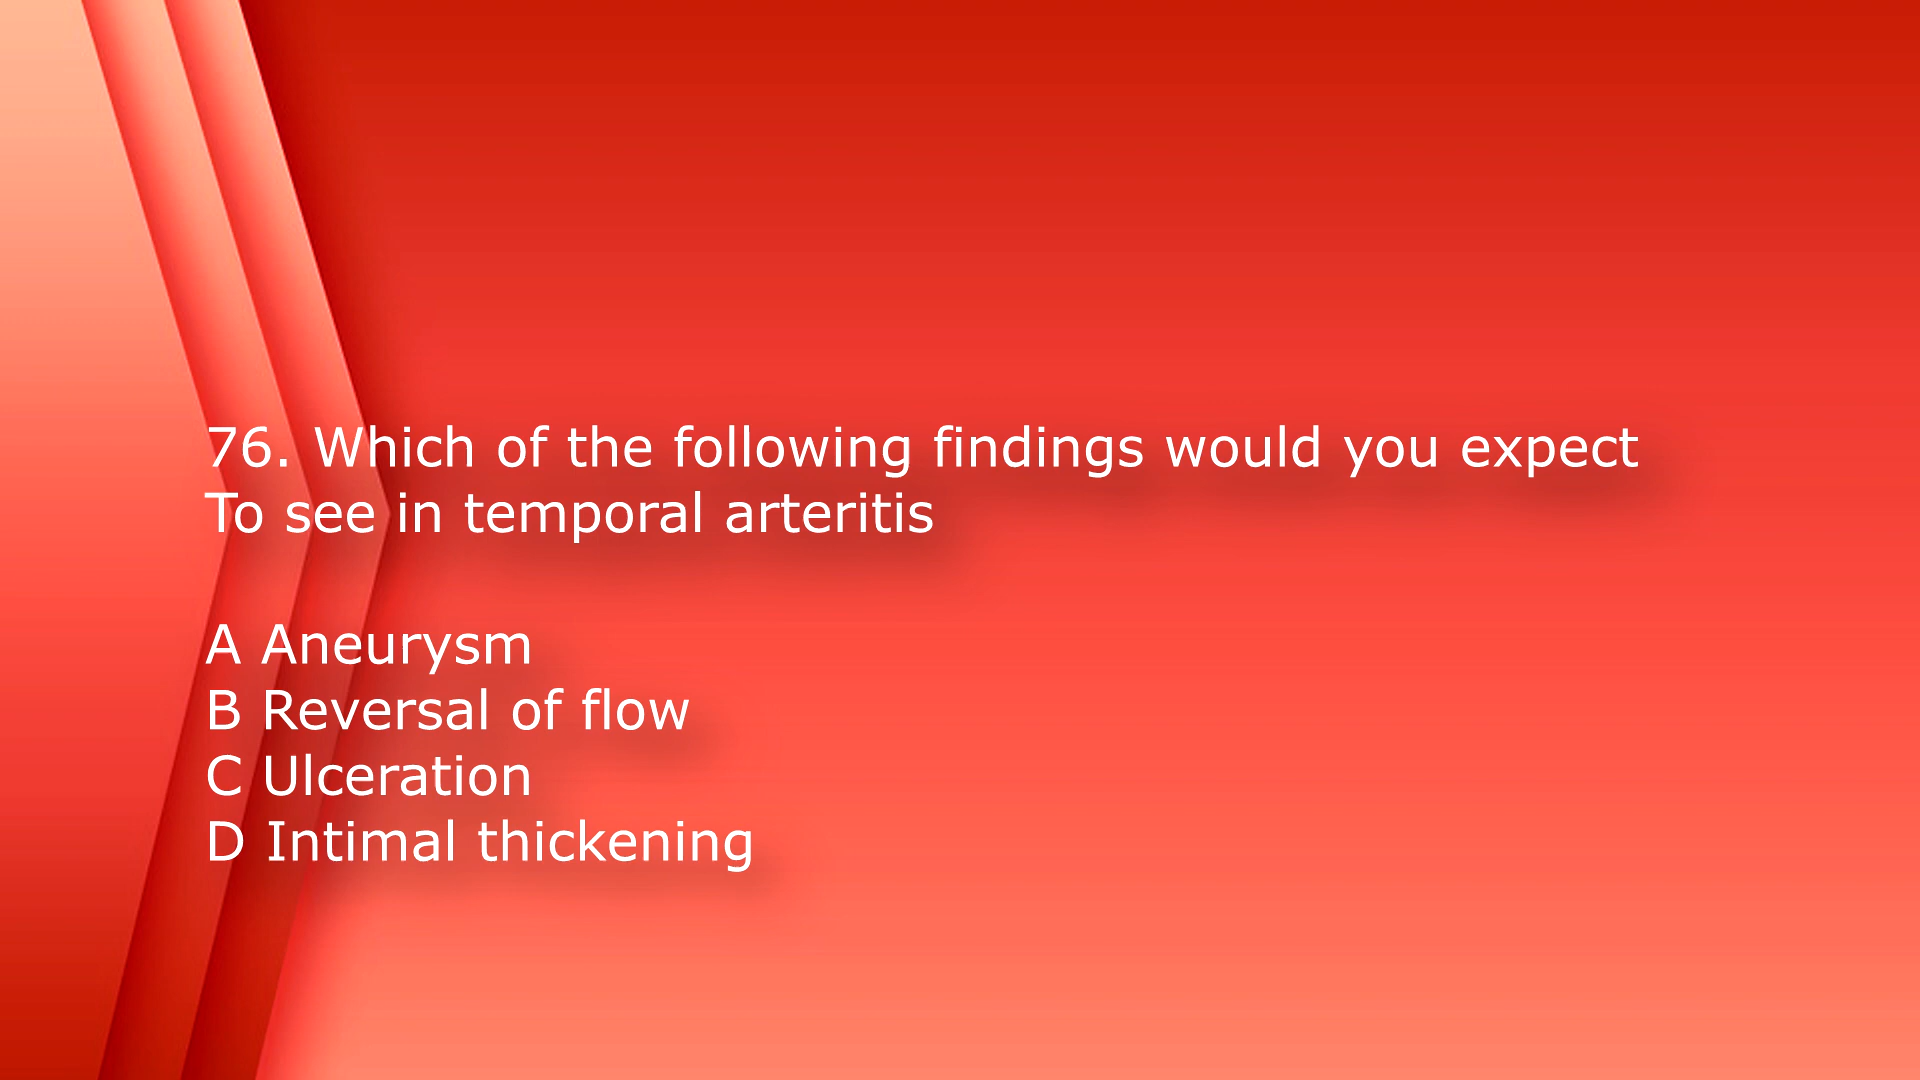 76. Which of the following findings would you expect
To see in temporal arteritis
A Aneurysm
B Reversal of flow
C Ulceration
D Intimal thickening